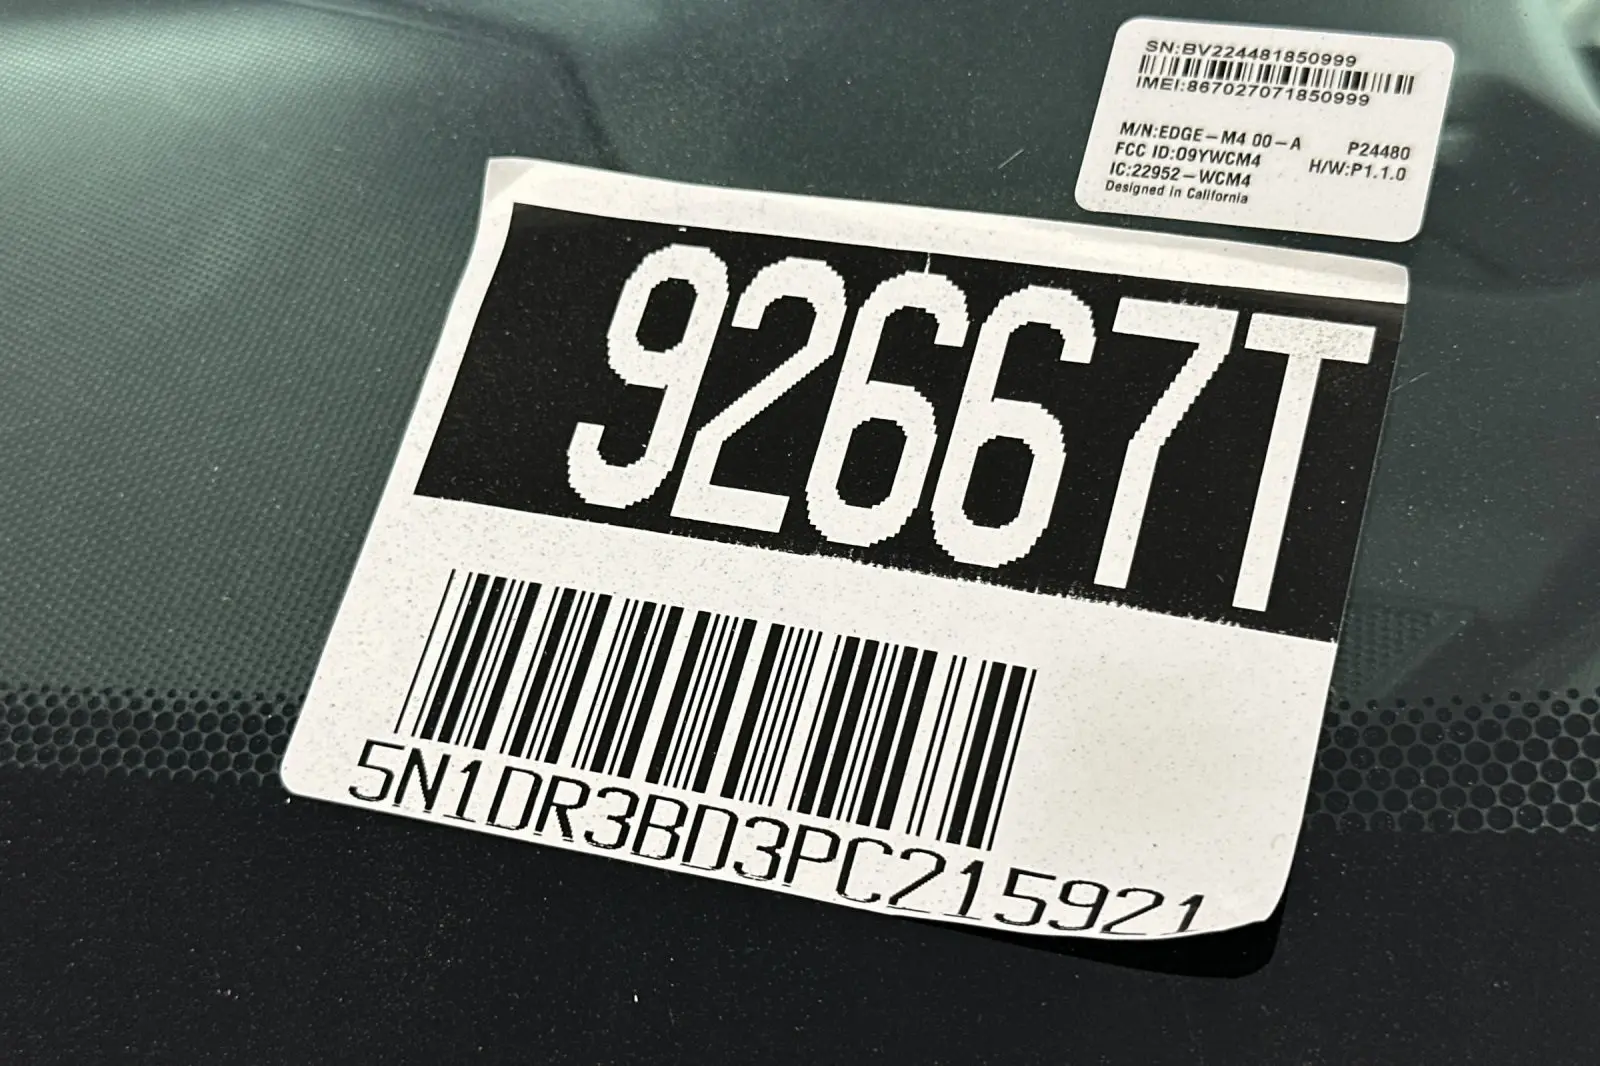 SN:BV224481850999
IMEI:867027071850999
M/N:EDGE-M4 00-A P24480
FCC ID:09YWCM4 H/W:P1.1.0
IC:22952-WCM4
Designed in California
92667T
5N1DR3BD3PC215921